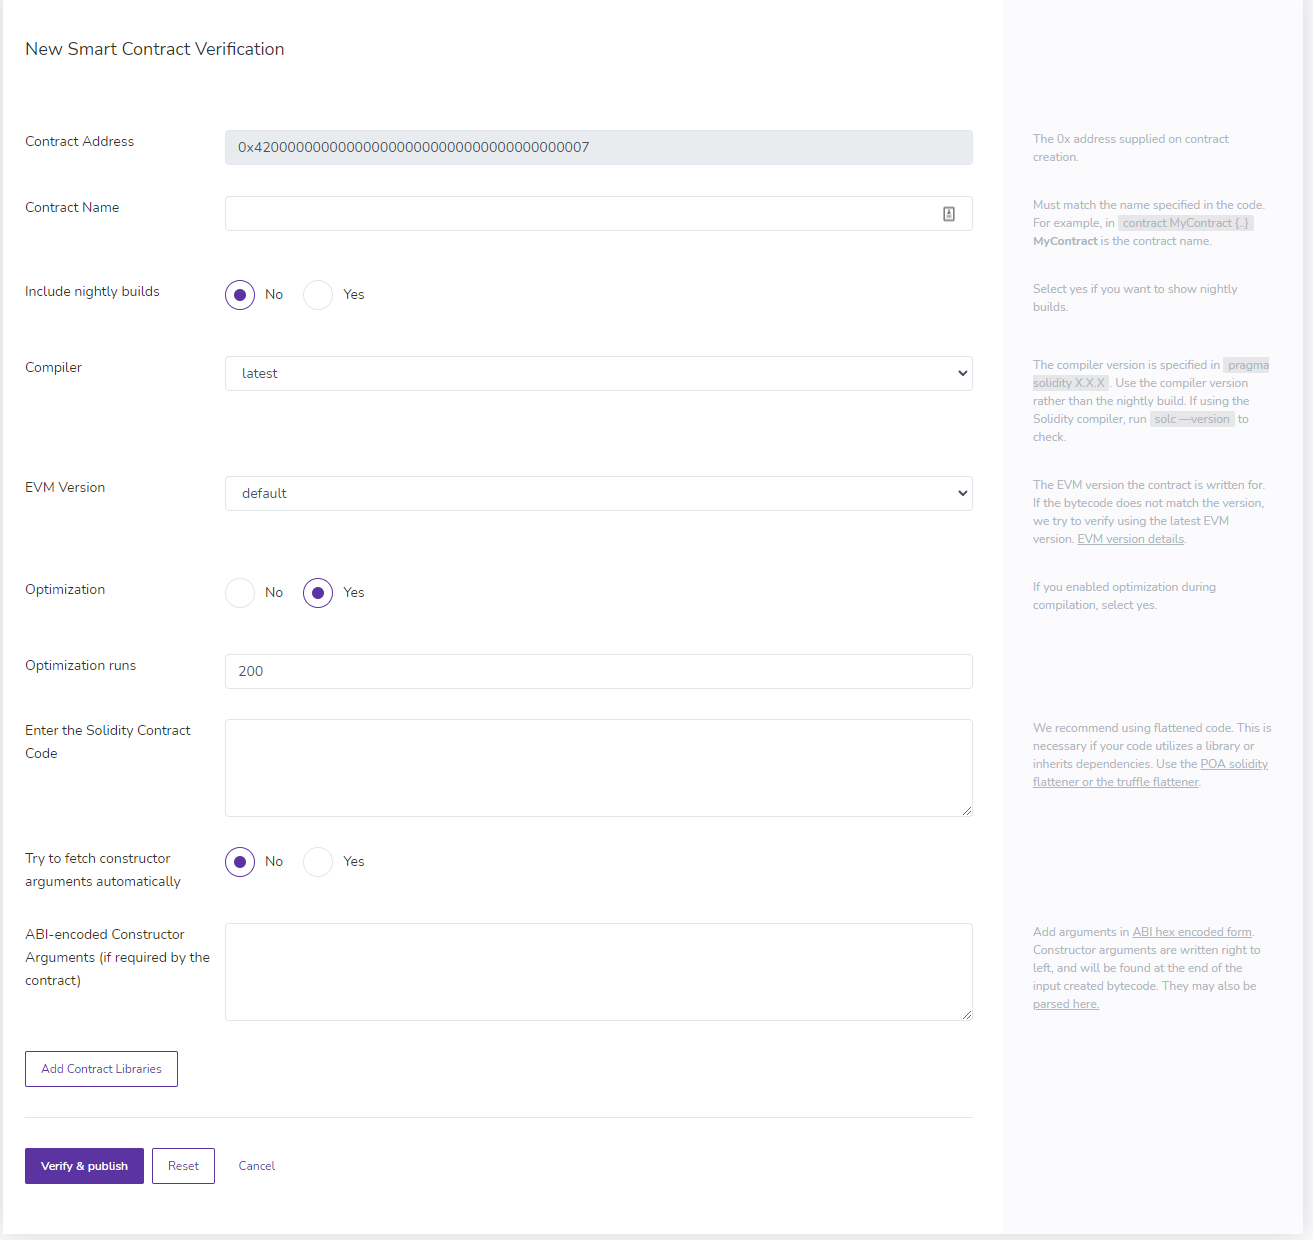 New Smart Contract Verification
Contract Address
0x4200000000000000000000000000000000000007
The 0x address supplied on contract
creation.
Contract Name
Must match the name specified in the code.
For example, in contract MyContract {..}
MyContract is the contract name.
Include nightly builds
No Yes
Select yes if you want to show nightly
builds.
Compiler
latest
The compiler version is specified in pragma
solidity X.X.X . Use the compiler version
rather than the nightly build. If using the
Solidity compiler, run solc —version to
check.
EVM Version
default
The EVM version the contract is written for.
If the bytecode does not match the version,
we try to verify using the latest EVM
version. EVM version details.
Optimization
No Yes
If you enabled optimization during
compilation, select yes.
Optimization runs
200
Enter the Solidity Contract
Code
We recommend using flattened code. This is
necessary if your code utilizes a library or
inherits dependencies. Use the POA solidity
flattener or the truffle flattener.
Try to fetch constructor
arguments automatically
No Yes
ABI-encoded Constructor
Arguments (if required by the
contract)
Add arguments in ABI hex encoded form.
Constructor arguments are written right to
left, and will be found at the end of the
input created bytecode. They may also be
parsed here.
Add Contract Libraries
Verify & publish Reset Cancel